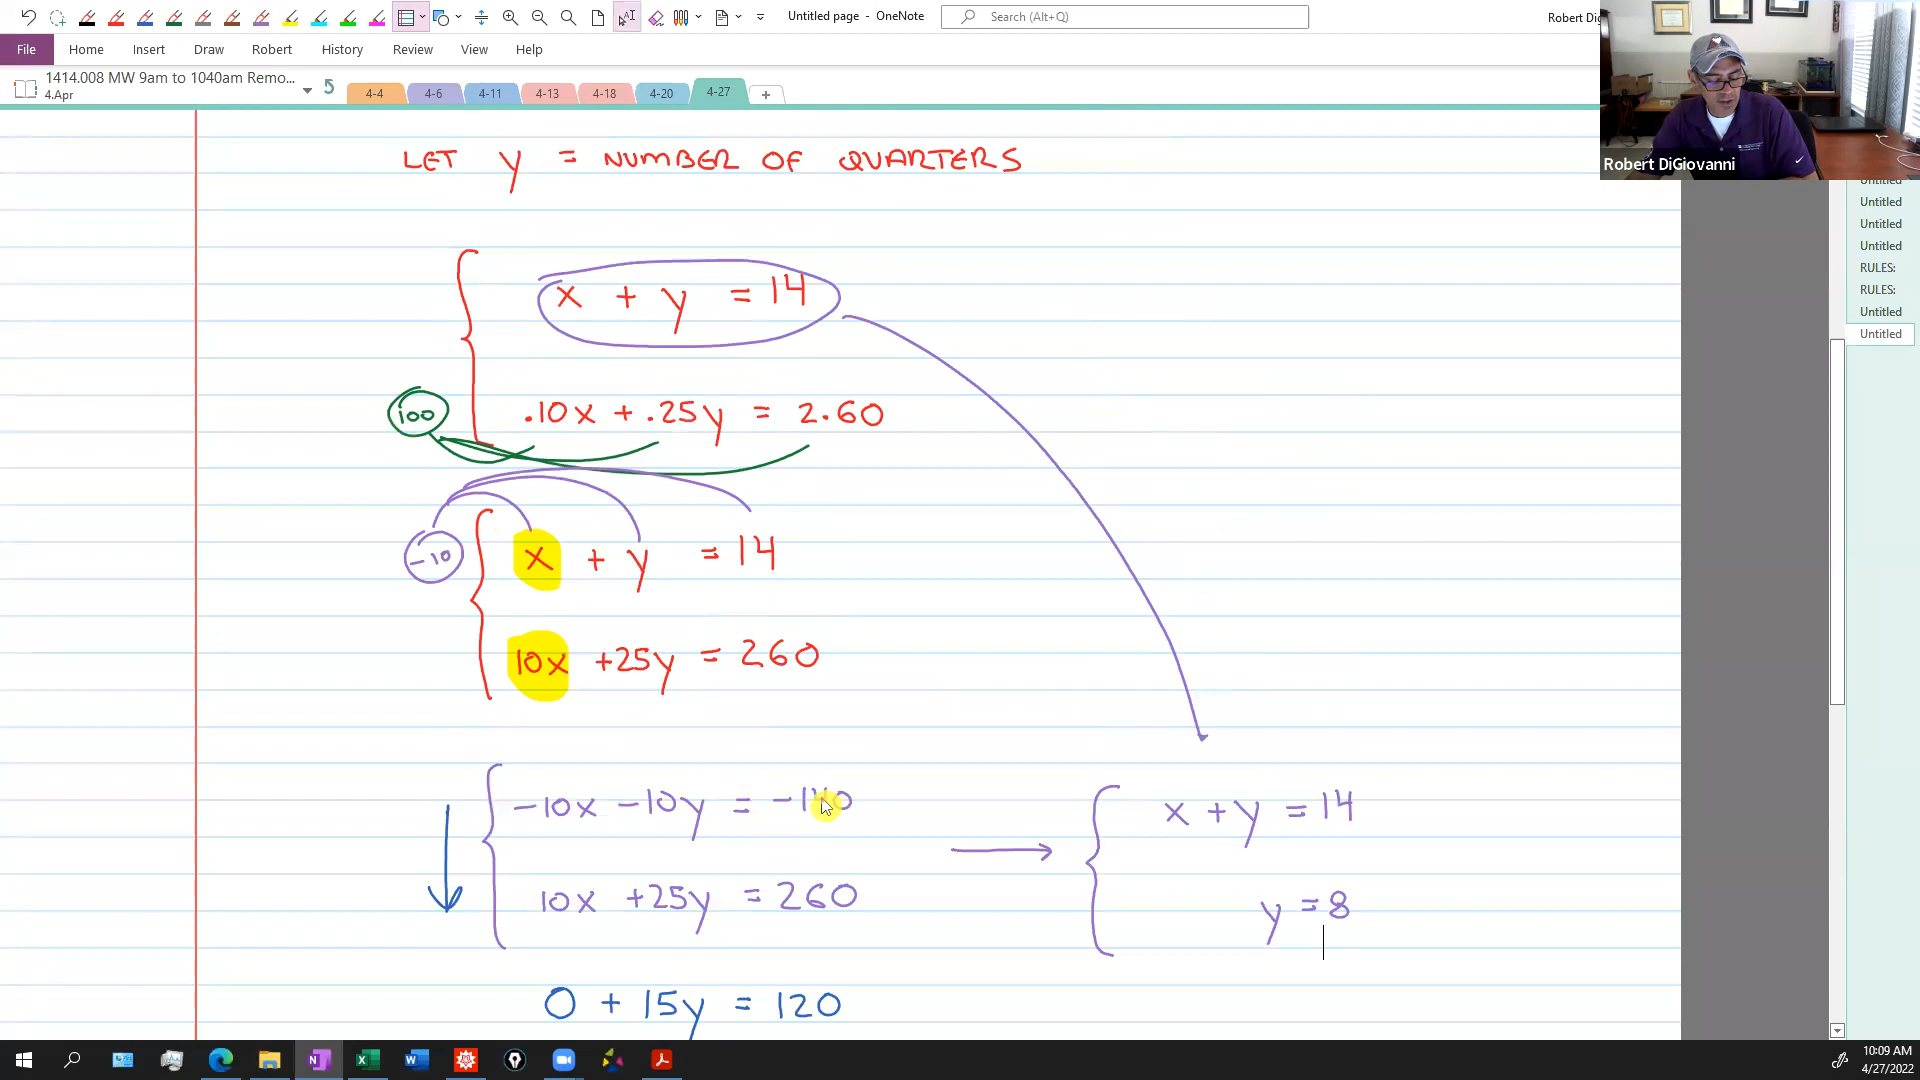 Untitled page - OneNote
Search (Alt+Q)
File Home Insert Draw Robert History Review View Help
1414.008 MW 9am to 1040am Remo...
4.Apr
4-4 4-6 4-11 4-13 4-18 4-20 4-27
Robert DiGiovanni
Untitled
Untitled
Untitled
Untitled
RULES:
RULES:
Untitled
Untitled
LET y = NUMBER OF QUARTERS
x + y = 14
100 .10x + .25y = 2.60
-10 x + y = 14
10x +25y = 260
-10x -10y = -140
x + y = 14
10x +25y = 260
y = 8
0 + 15y = 120
10:09 AM
4/27/2022